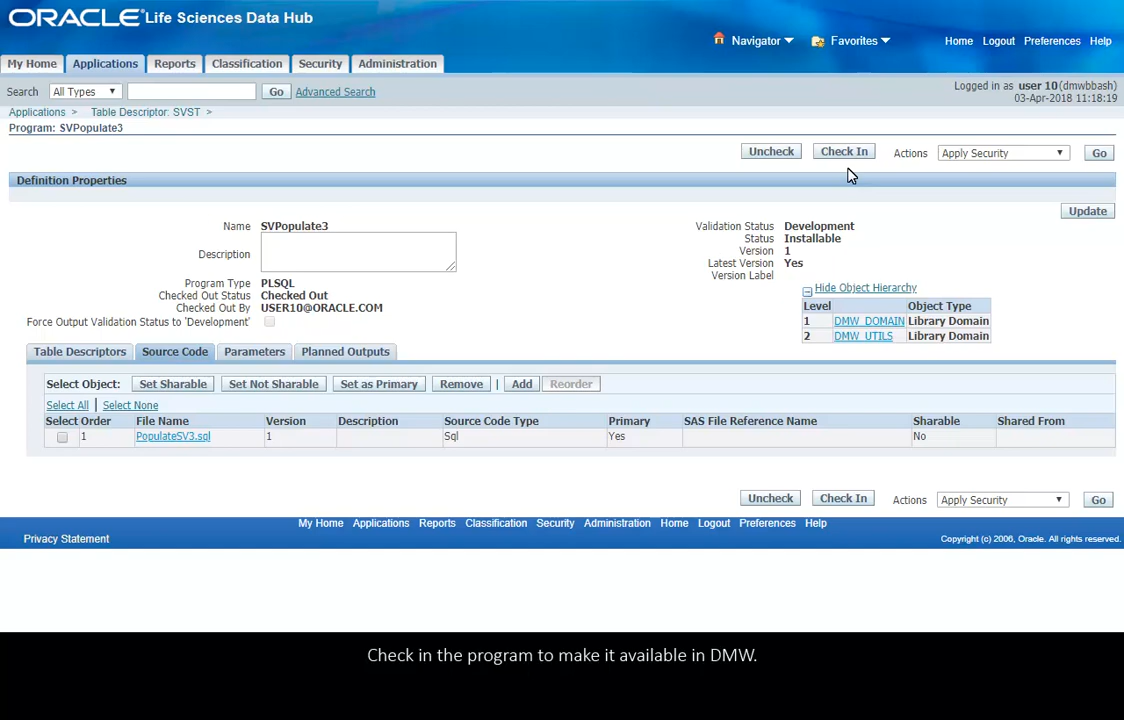 ORACLE® Life Sciences Data Hub
Navigator Favorites Home Logout Preferences Help
My Home Applications Reports Classification Security Administration
Search All Types Go Advanced Search
Logged in as user 10(dmwbbash)
03-Apr-2018 11:18:19
Applications > Table Descriptor: SVST >
Program: SVPopulate3
Uncheck Check In Actions Apply Security Go
Definition Properties
Update
Name SVPopulate3
Description
Program Type PLSQL
Checked Out Status Checked Out
Checked Out By USER10@ORACLE.COM
Force Output Validation Status to 'Development'
Validation Status Development
Status Installable
Version 1
Latest Version Yes
Version Label
Hide Object Hierarchy
Level Object Type
1 DMW_DOMAIN Library Domain
2 DMW_UTILS Library Domain
Table Descriptors Source Code Parameters Planned Outputs
Select Object: Set Sharable Set Not Sharable Set as Primary Remove | Add Reorder
Select All | Select None
Select Order File Name Version Description Source Code Type Primary SAS File Reference Name Sharable Shared From
1 PopulateSV3.sql 1 Sql Yes No
Uncheck Check In Actions Apply Security Go
My Home Applications Reports Classification Security Administration Home Logout Preferences Help
Privacy Statement Copyright (c) 2006, Oracle. All rights reserved.
Check in the program to make it available in DMW.